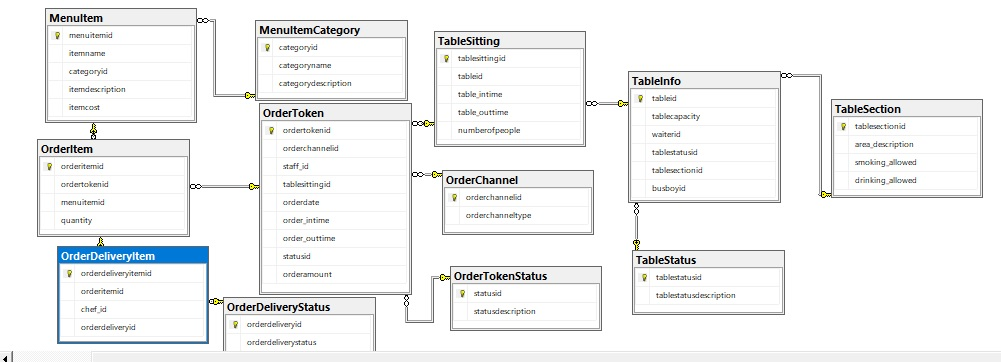 MenuItem
menuitemid
itemname
categoryid
itemdescription
itemcost
MenuItemCategory
categoryid
categoryname
categorydescription
TableSitting
tablesittingid
tableid
table_intime
table_outtime
numberofpeople
TableInfo
tableid
tablecapacity
waiterid
tablestatusid
tablesectionid
busboyid
TableSection
tablesectionid
area_description
smoking_allowed
drinking_allowed
OrderItem
orderitemid
ordertokenid
menuitemid
quantity
OrderToken
ordertokenid
orderchannelid
staff_id
tablesittingid
orderdate
order_intime
order_outtime
statusid
orderamount
OrderChannel
orderchannelid
orderchanneltype
OrderDeliveryItem
orderdeliveryitemid
orderitemid
chef_id
orderdeliveryid
OrderDeliveryStatus
orderdeliveryid
orderdeliverystatus
OrderTokenStatus
statusid
statusdescription
TableStatus
tablestatusid
tablestatusdescription